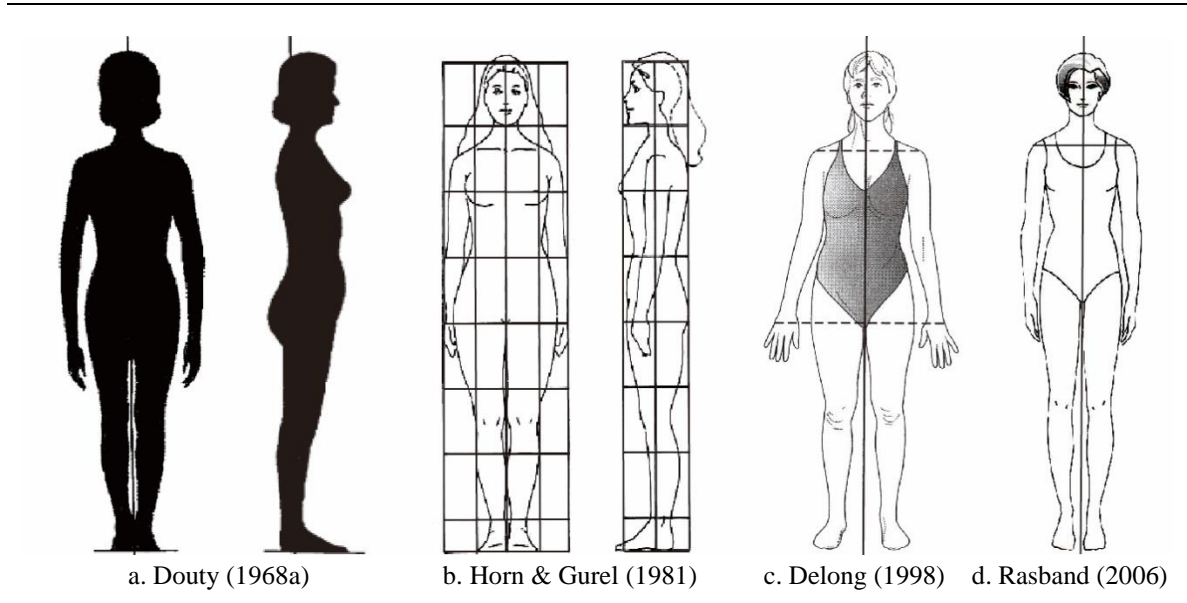 a. Douty (1968a) b. Horn & Gurel (1981) c. Delong (1998) d. Rasband (2006)